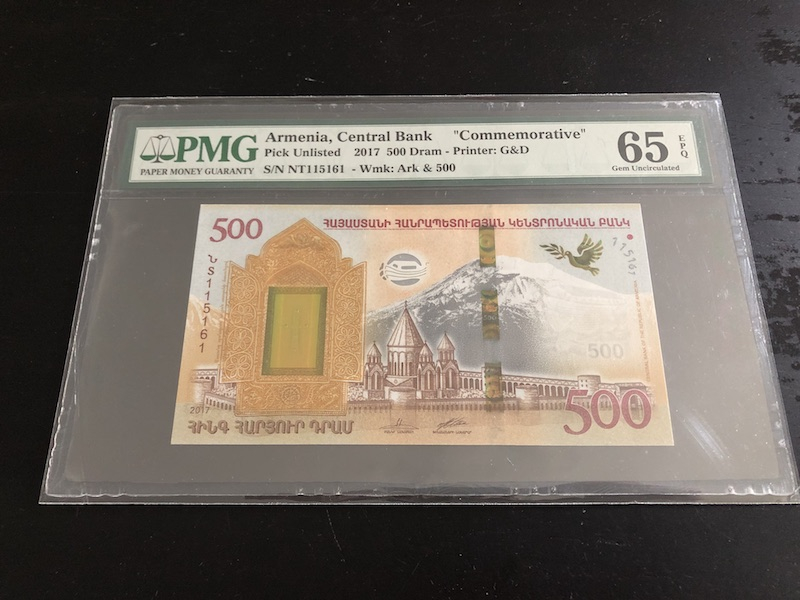 PMG
PAPER MONEY GUARANTY
Armenia, Central Bank "Commemorative"
Pick Unlisted 2017 500 Dram - Printer: G&D
S/N NT115161 - Wmk: Ark & 500
65 EPQ
Gem Uncirculated
500
ՀԱՅԱՍՏԱՆԻ ՀԱՆՐԱՊԵՏՈՒԹՅԱՆ ԿԵՆՏՐՈՆԱԿԱՆ ԲԱՆԿ
ՆՏ115161
115161
500
500
2017
ՀԻՆԳ ՀԱՐՅՈՒՐ ԴՐԱՄ